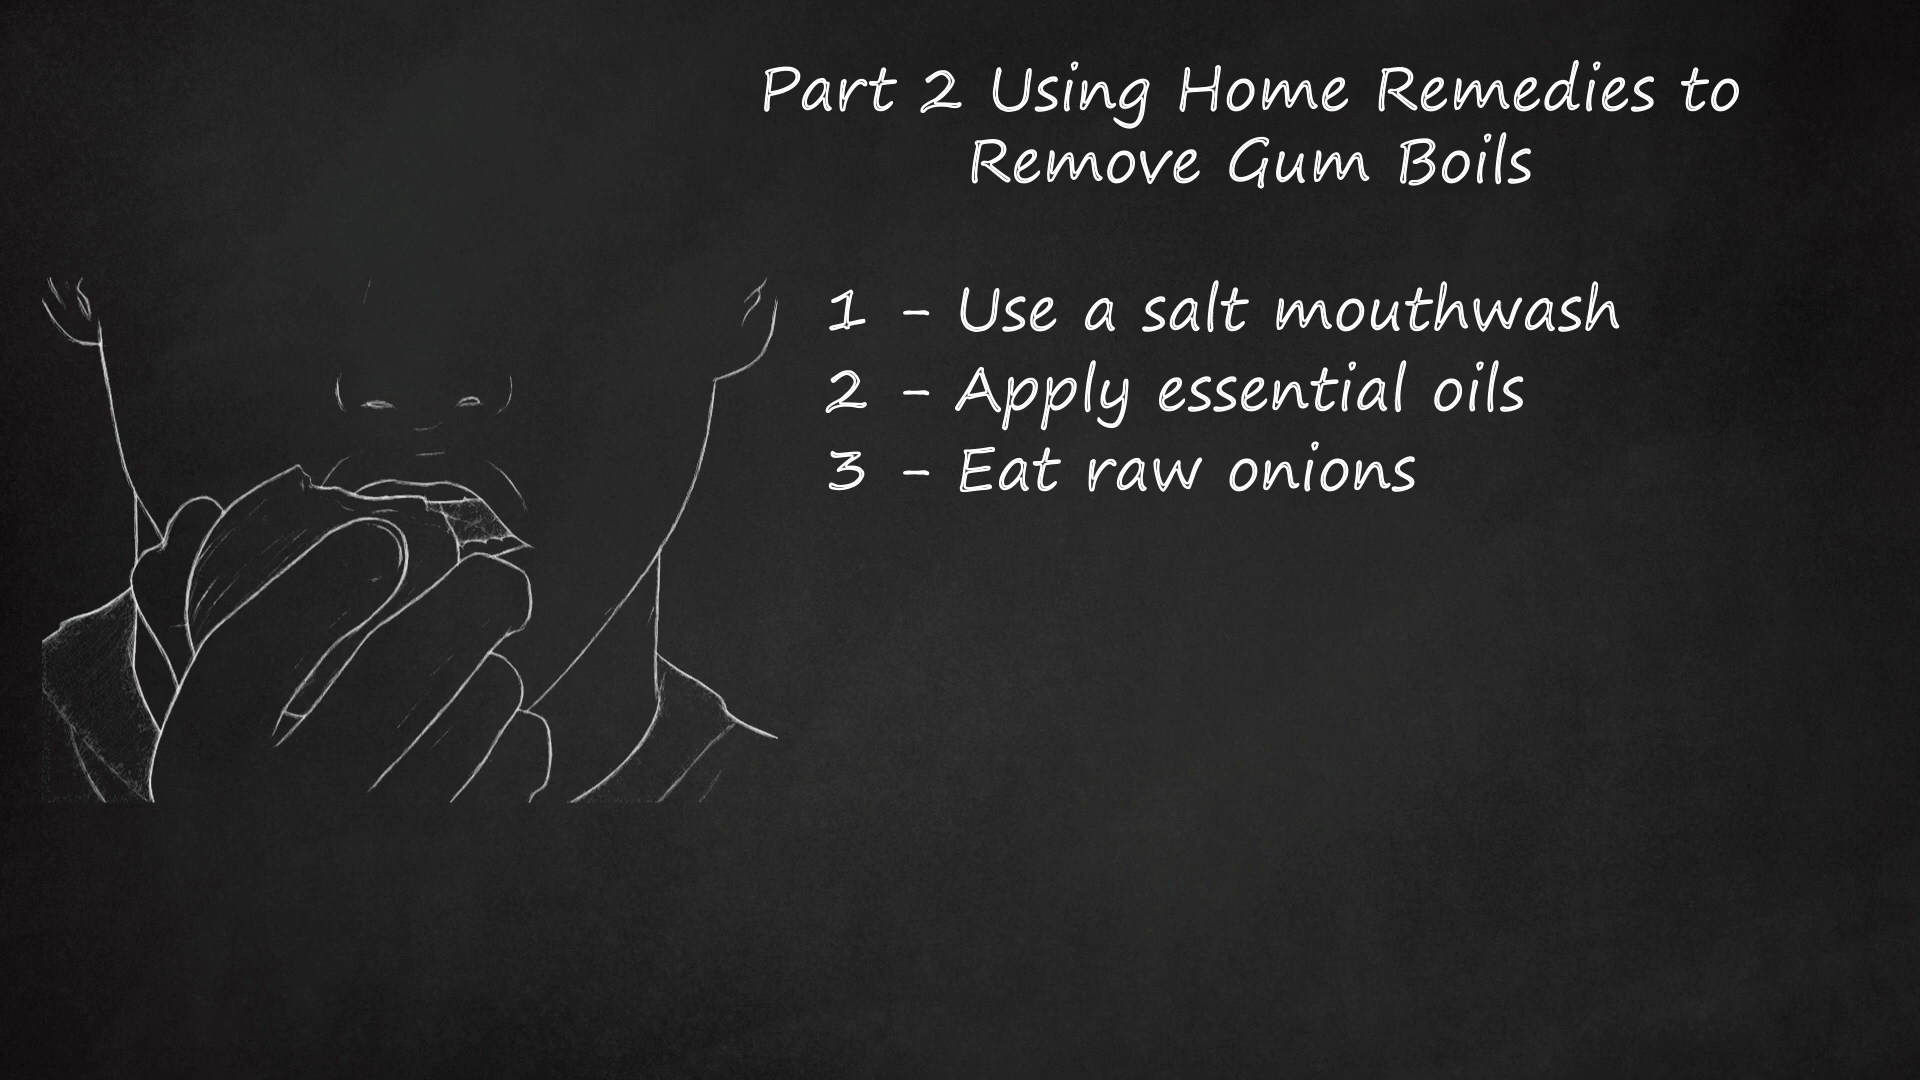 Part 2 Using Home Remedies to
Remove Gum Boils
1 - Use a salt mouthwash
2 - Apply essential oils
3 - Eat raw onions